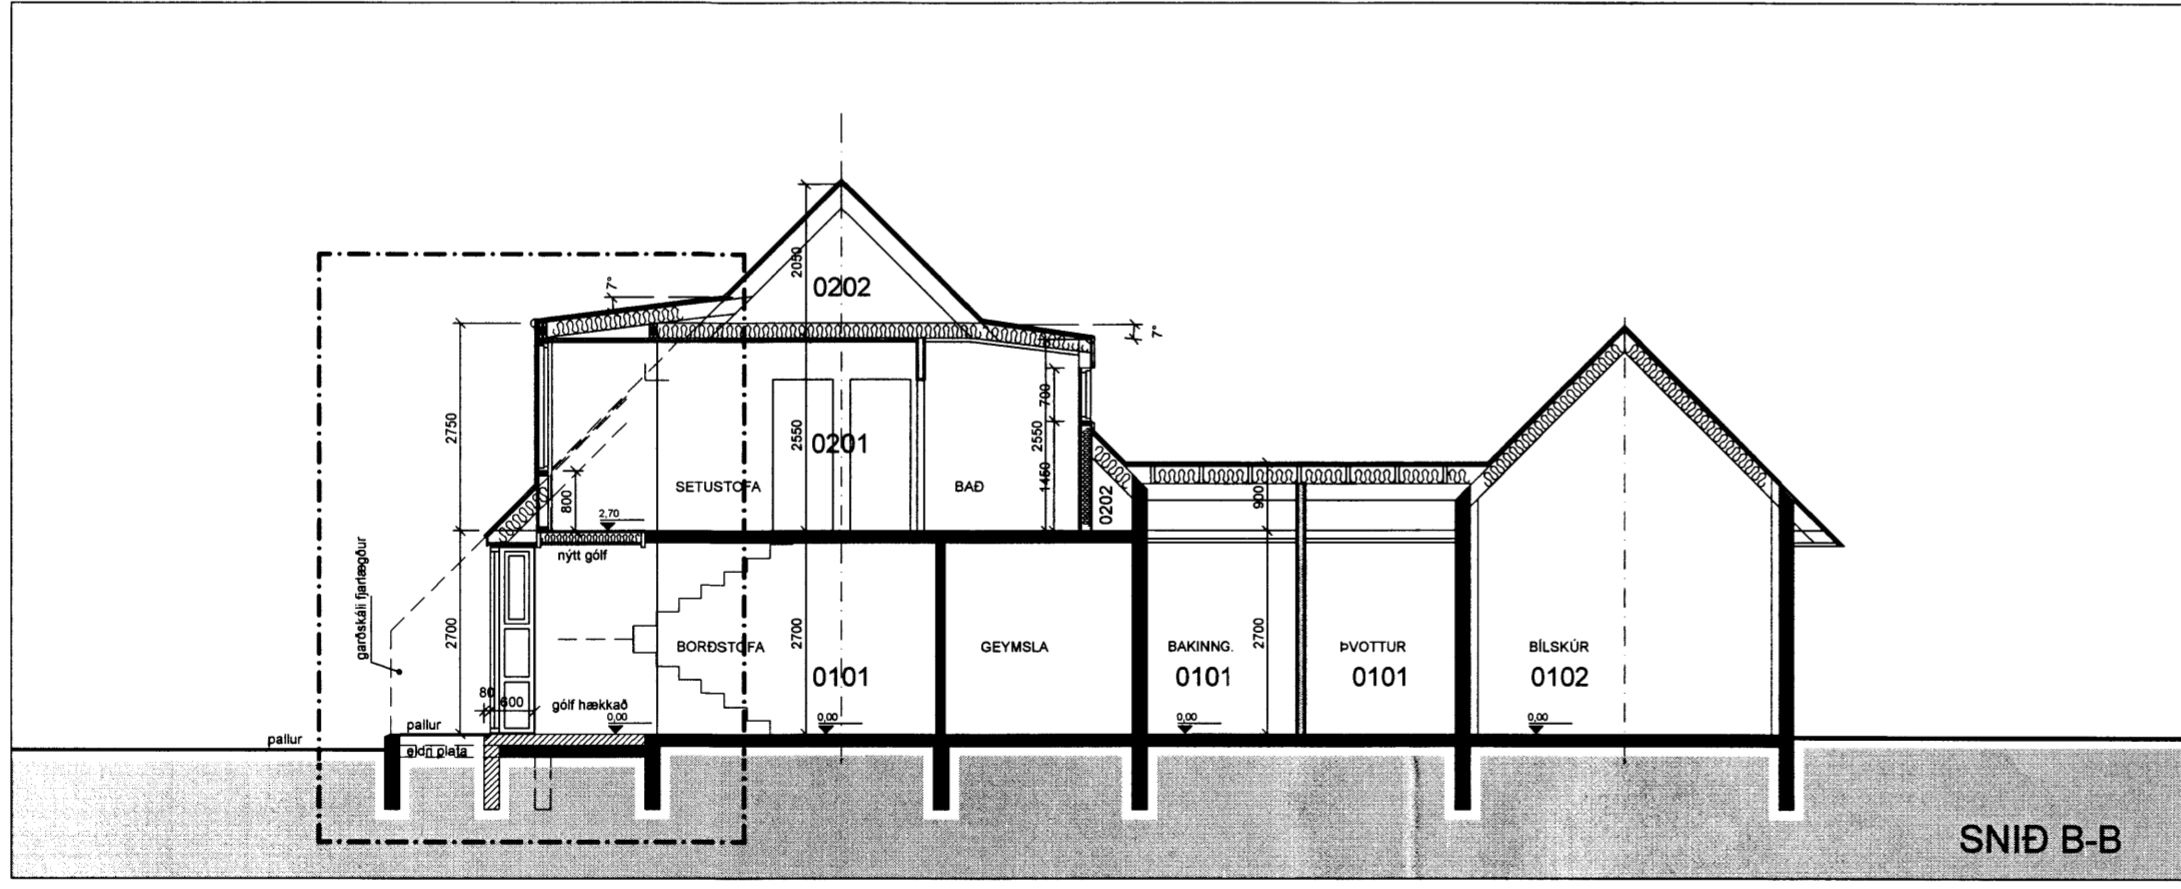 2050
0202
7°
7°
2750
2550
0201
700
2550
1450
SETUSTOFA
BAÐ
800
2,70
0202
900
nýtt gólf
garðskáli fjarlægður
2700
BORÐSTOFA
2700
0101
GEYMSLA
BAKINNG.
0101
2700
ÞVOTTUR
0101
BÍLSKÚR
0102
80
600
gólf hækkað
0,00
0,00
0,00
0,00
pallur
pallur
eldri plata
SNIÐ B-B